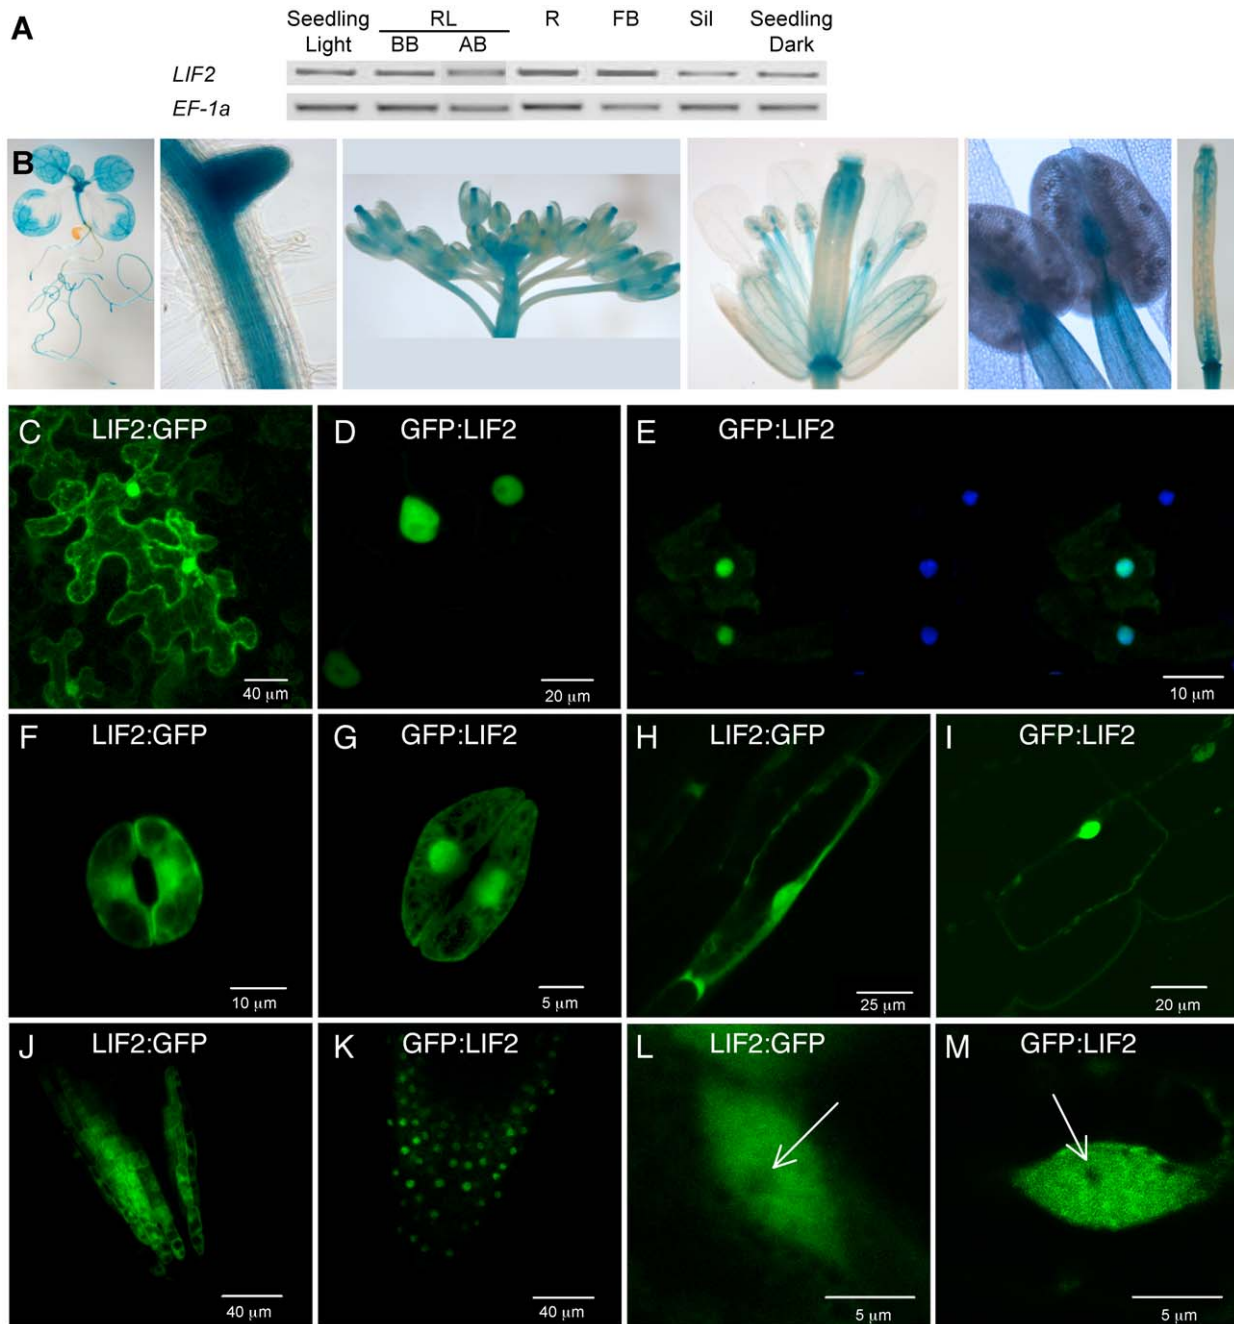 A
Seedling Light
RL
BB AB
R
FB
Sil
Seedling Dark
LIF2
EF-1a
B
C LIF2:GFP
40 μm
D GFP:LIF2
20 μm
E GFP:LIF2
10 μm
F LIF2:GFP
10 μm
G GFP:LIF2
5 μm
H LIF2:GFP
25 μm
I GFP:LIF2
20 μm
J LIF2:GFP
40 μm
K GFP:LIF2
40 μm
L LIF2:GFP
5 μm
M GFP:LIF2
5 μm